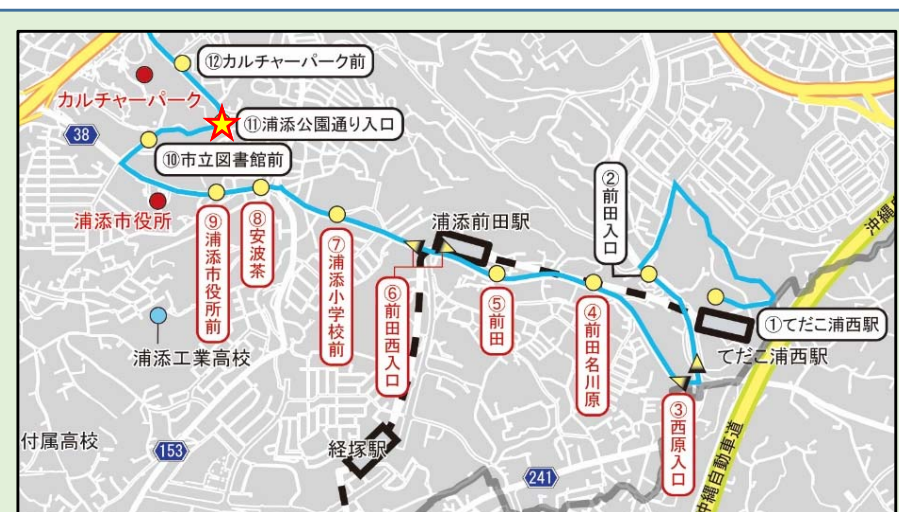 ⑫カルチャーパーク前
カルチャーパーク
⑪浦添公園通り入口
38
⑩市立図書館前
浦添市役所
⑨浦添市役所前
⑧安波茶
⑦浦添小学校前
浦添前田駅
②前田入口
⑥前田西入口
⑤前田
④前田名川原
①てだこ浦西駅
てだこ浦西駅
③西原入口
浦添工業高校
付属高校
153
経塚駅
241
沖縄自動車道
沖縄自